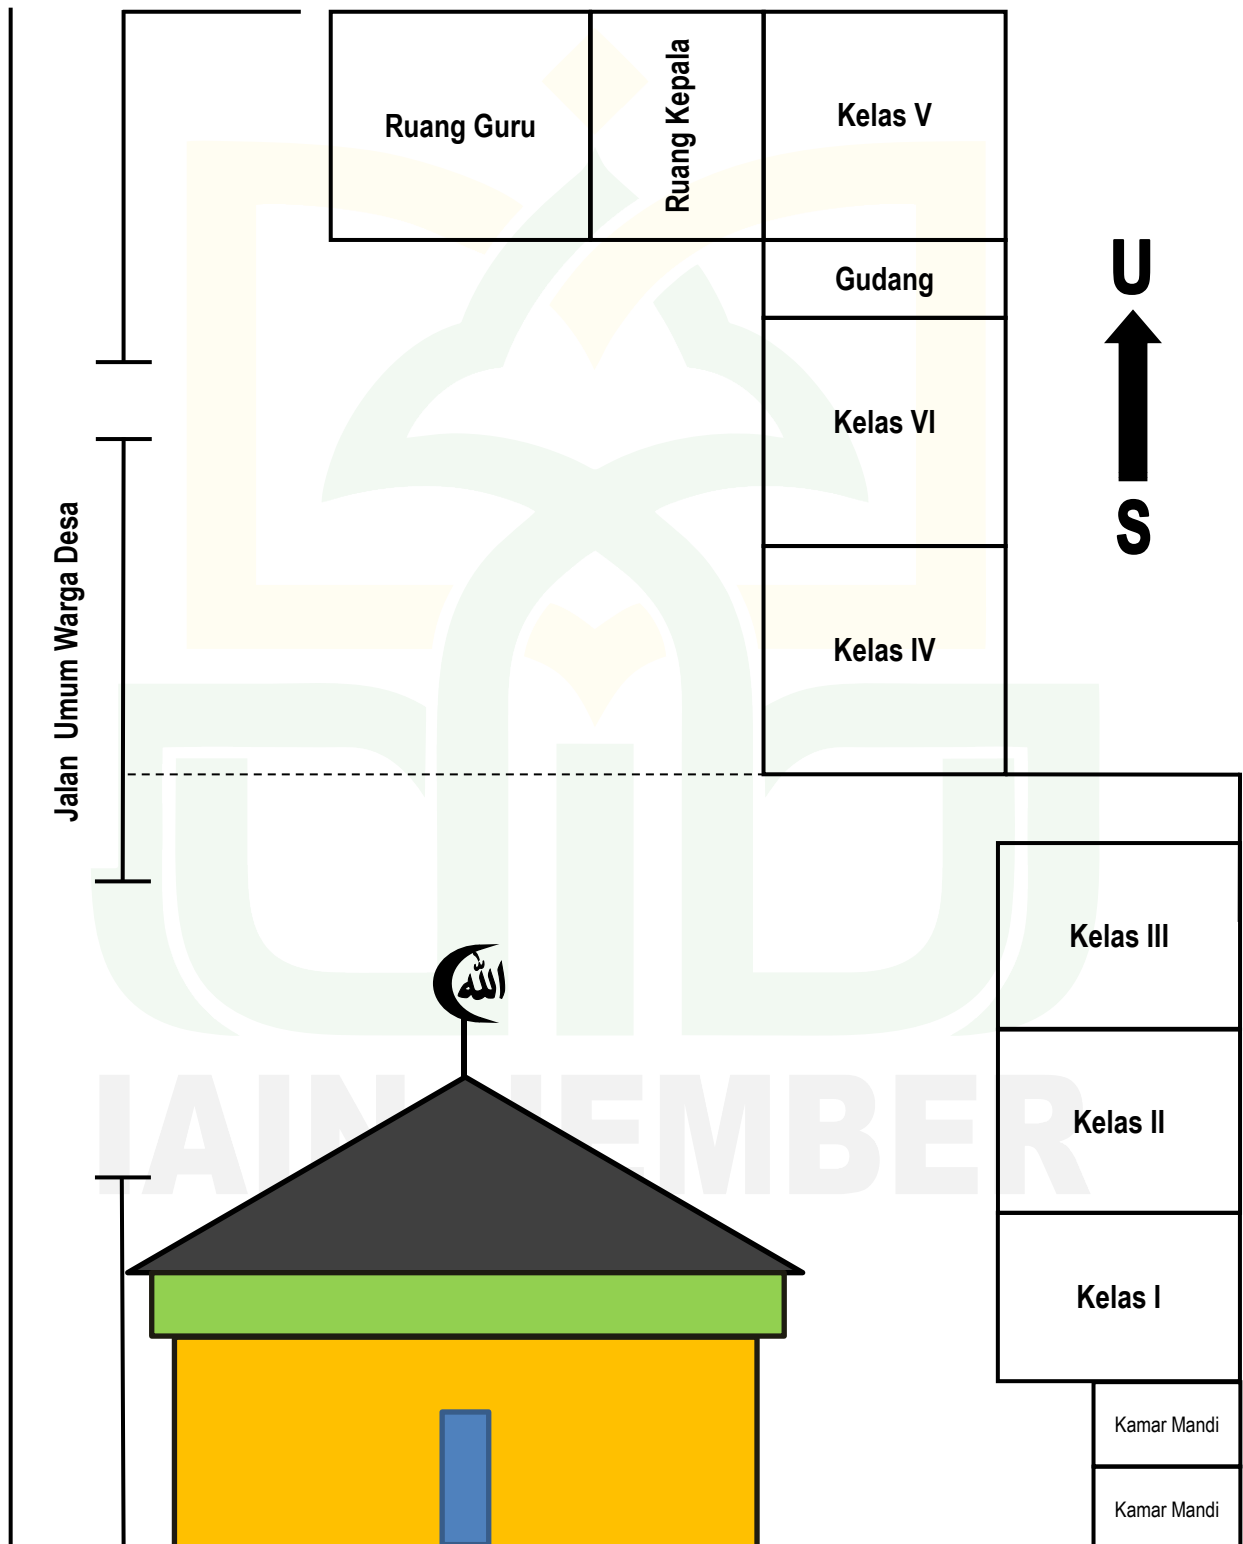 Ruang Guru
Ruang Kepala
Kelas V
Gudang
U
Kelas VI
S
Jalan Umum Warga Desa
Kelas IV
Kelas III
الله
IAIN JEMBER
Kelas II
Kelas I
Kamar Mandi
Kamar Mandi